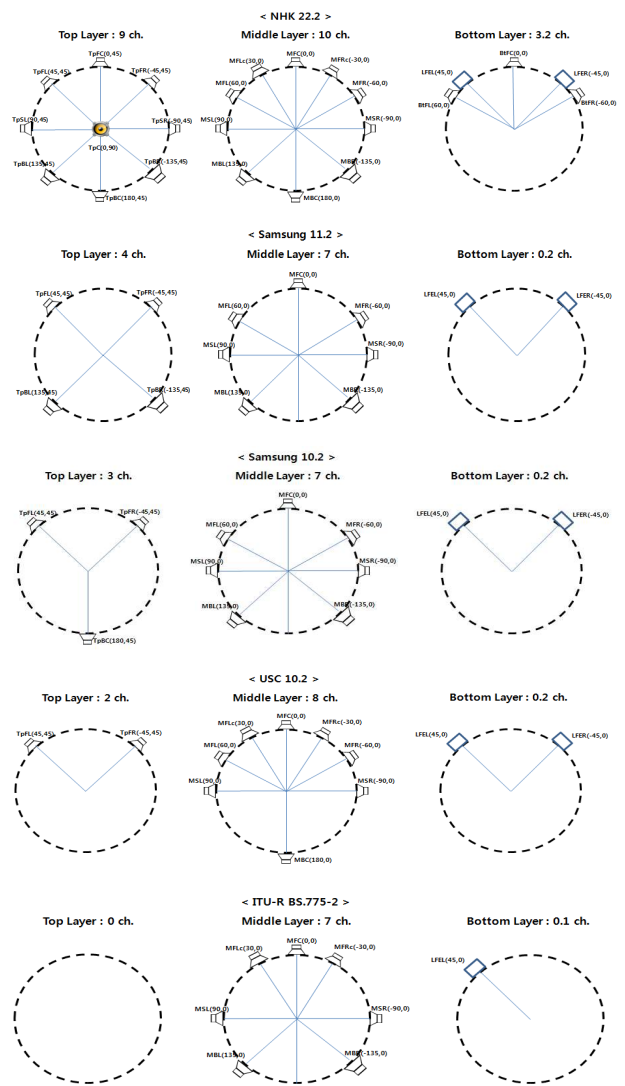 < NHK 22.2 >
Top Layer : 9 ch.
Middle Layer : 10 ch.
Bottom Layer : 3.2 ch.
TpFC(0,45)
TpFL(45,45)
TpFR(-45,45)
TpSL(90,45)
TpSR(-90,45)
TpC(0,90)
TpBL(135,45)
TpBR(-135,45)
TpBC(180,45)
MFC(0,0)
MFLc(30,0)
MFRc(-30,0)
MFL(60,0)
MFR(-60,0)
MSL(90,0)
MSR(-90,0)
MBL(135,0)
MBR(-135,0)
MBC(180,0)
BtFC(0,0)
LFEL(45,0)
LFER(-45,0)
BtFL(60,0)
BtFR(-60,0)
< Samsung 11.2 >
Top Layer : 4 ch.
Middle Layer : 7 ch.
Bottom Layer : 0.2 ch.
TpFL(45,45)
TpFR(-45,45)
TpBL(135,45)
TpBR(-135,45)
MFC(0,0)
MFL(60,0)
MFR(-60,0)
MSL(90,0)
MSR(-90,0)
MBL(135,0)
MBR(-135,0)
LFEL(45,0)
LFER(-45,0)
< Samsung 10.2 >
Top Layer : 3 ch.
Middle Layer : 7 ch.
Bottom Layer : 0.2 ch.
TpFL(45,45)
TpFR(-45,45)
TpBC(180,45)
MFC(0,0)
MFL(60,0)
MFR(-60,0)
MSL(90,0)
MSR(-90,0)
MBL(135,0)
MBR(-135,0)
LFEL(45,0)
LFER(-45,0)
< USC 10.2 >
Top Layer : 2 ch.
Middle Layer : 8 ch.
Bottom Layer : 0.2 ch.
TpFL(45,45)
TpFR(-45,45)
MFC(0,0)
MFLc(30,0)
MFRc(-30,0)
MFL(60,0)
MFR(-60,0)
MSL(90,0)
MSR(-90,0)
MBC(180,0)
LFEL(45,0)
LFER(-45,0)
< ITU-R BS.775-2 >
Top Layer : 0 ch.
Middle Layer : 7 ch.
Bottom Layer : 0.1 ch.
MFC(0,0)
MFLc(30,0)
MFRc(-30,0)
MSL(90,0)
MSR(-90,0)
MBL(135,0)
MBR(-135,0)
LFEL(45,0)